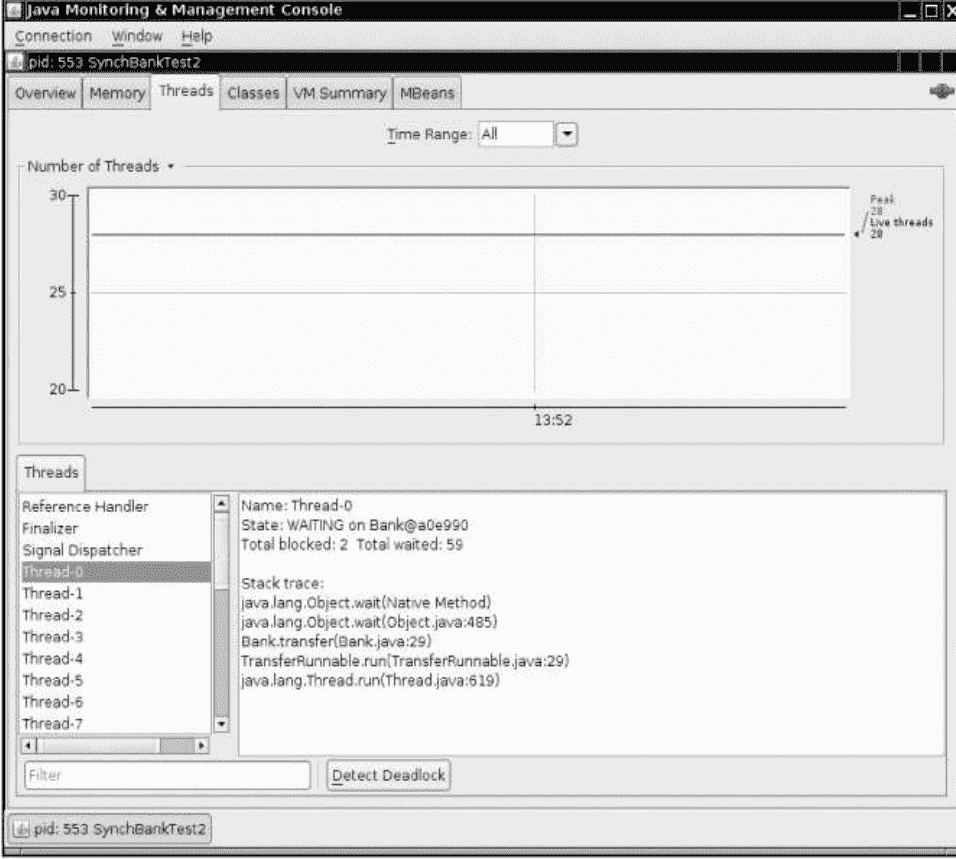 Java Monitoring & Management Console
Connection Window Help
pid: 553 SynchBankTest2
Overview Memory Threads Classes VM Summary MBeans
Time Range: All
Number of Threads
30
25
20
13:52
Peak
28
Live threads
28
Threads
Reference Handler
Finalizer
Signal Dispatcher
Thread-0
Thread-1
Thread-2
Thread-3
Thread-4
Thread-5
Thread-6
Thread-7
Name: Thread-0
State: WAITING on Bank@a0e990
Total blocked: 2 Total waited: 59
Stack trace:
java.lang.Object.wait(Native Method)
java.lang.Object.wait(Object.java:485)
Bank.transfer(Bank.java:29)
TransferRunnable.run(TransferRunnable.java:29)
java.lang.Thread.run(Thread.java:619)
Filter
Detect Deadlock
pid: 553 SynchBankTest2